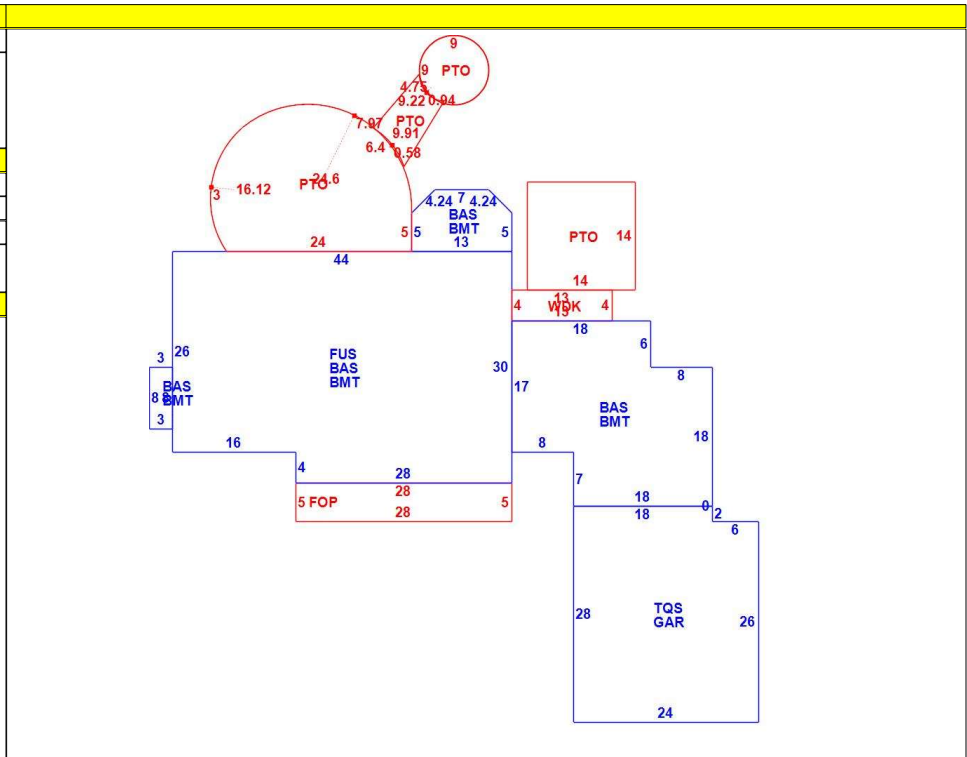 9
9 PTO
4.75
9.22 0.94
PTO
7.97
9.91
6.4
0.58
24.6
PTO
3
16.12
4.24 7 4.24
BAS
BMT
5 5 5
13
24
44
PTO 14
14
13
4 WDK 4
13
18
6
26
3
FUS
BAS
BMT
30
17
8
8 8
BAS
BMT
3
BAS
BMT
18
16
8
4
28
7
28
5 FOP 5
28
18
0
18
2
6
TQS
GAR
28
26
24